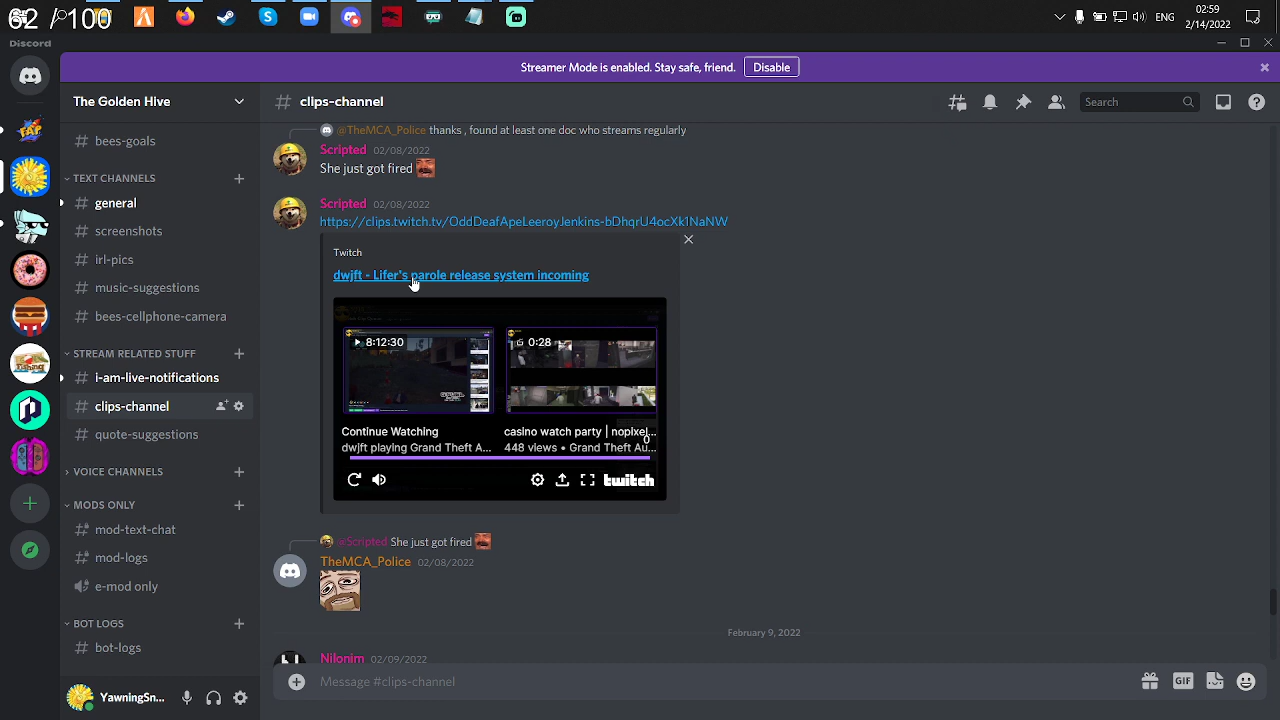 62 /100
ENG
02:59
2/14/2022
Discord
Streamer Mode is enabled. Stay safe, friend.
Disable
The Golden Hive
clips-channel
Search
bees-goals
TEXT CHANNELS
general
screenshots
irl-pics
music-suggestions
bees-cellphone-camera
STREAM RELATED STUFF
i-am-live-notifications
clips-channel
quote-suggestions
VOICE CHANNELS
MODS ONLY
mod-text-chat
mod-logs
e-mod only
BOT LOGS
bot-logs
YawningSn...
@TheMCA_Police thanks , found at least one doc who streams regularly
Scripted 02/08/2022
She just got fired
Scripted 02/08/2022
https://clips.twitch.tv/OddDeafApeLeeroyJenkins-bDhqrU4ocXk1NaNW
Twitch
dwjft - Lifer's parole release system incoming
8:12:30
0:28
Continue Watching
dwjft playing Grand Theft A...
casino watch party | nopixel...
448 views • Grand Theft Au...
twitch
@Scripted She just got fired
TheMCA_Police 02/08/2022
February 9, 2022
Nilonim 02/09/2022
Message #clips-channel
GIF
FAP